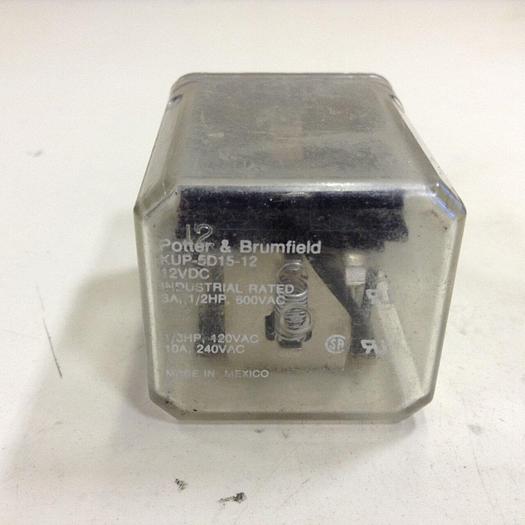 12
Potter & Brumfield
KUP-5D15-12
12VDC
INDUSTRIAL RATED
3A, 1/2HP, 600VAC
1/3HP, 120VAC
10A, 240VAC
MADE IN MEXICO